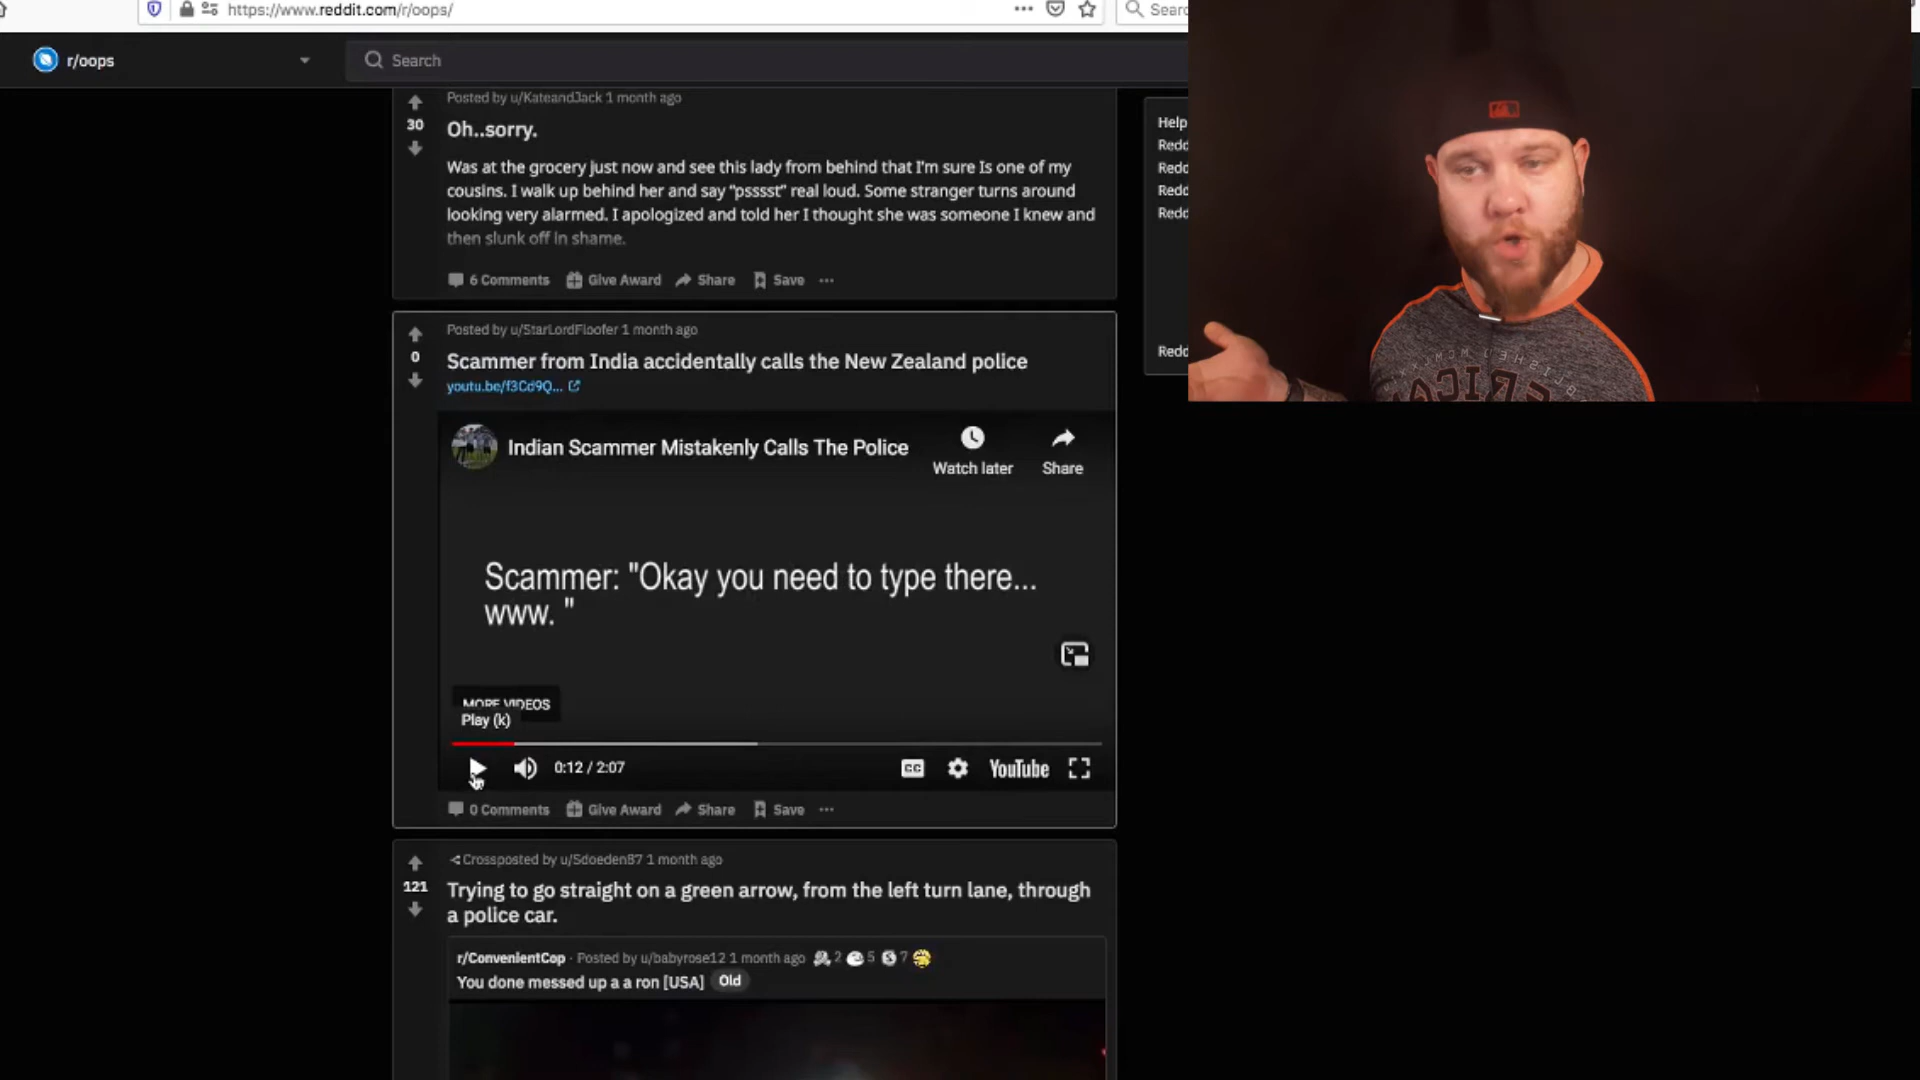 https://www.reddit.com/r/oops/
r/oops
Search
Posted by u/KateandJack 1 month ago
30
Oh..sorry.
Was at the grocery just now and see this lady from behind that I'm sure Is one of my
cousins. I walk up behind her and say “psssst” real loud. Some stranger turns around
looking very alarmed. I apologized and told her I thought she was someone I knew and
then slunk off in shame.
6 Comments Give Award Share Save
Help
Posted by u/StarLordFloofer 1 month ago
0
Scammer from India accidentally calls the New Zealand police
youtu.be/f3Cd9Q...
Indian Scammer Mistakenly Calls The Police
Watch later
Share
Scammer: "Okay you need to type there...
www. "
MORE VIDEOS
Play (k)
0:12 / 2:07
CC
YouTube
0 Comments Give Award Share Save
Crossposted by u/Sdoeden87 1 month ago
121
Trying to go straight on a green arrow, from the left turn lane, through
a police car.
r/ConvenientCop · Posted by u/babyrose12 1 month ago 2 5 7
You done messed up a a ron [USA] Old